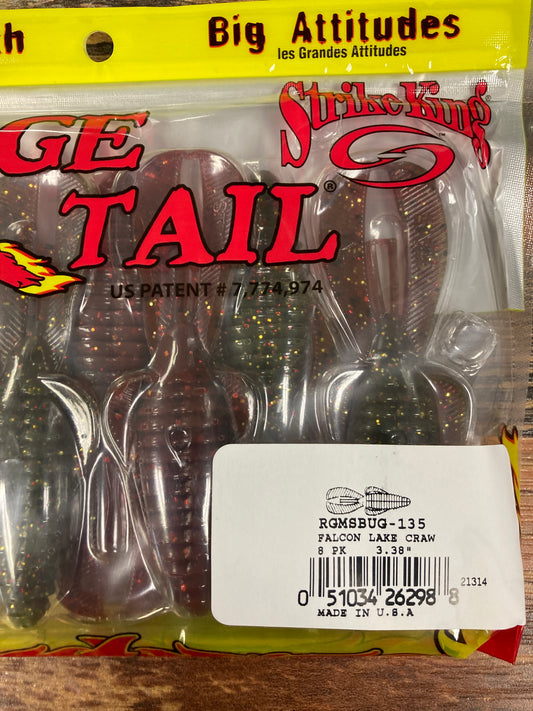 Big Attitudes
les Grandes Attitudes
Strike King®
™
GE
TAIL®
US PATENT # 7,774,974
RGMSBUG-135
FALCON LAKE CRAW
8 PK 3.38"
21314
0 51034 26298 8
MADE IN U.S.A